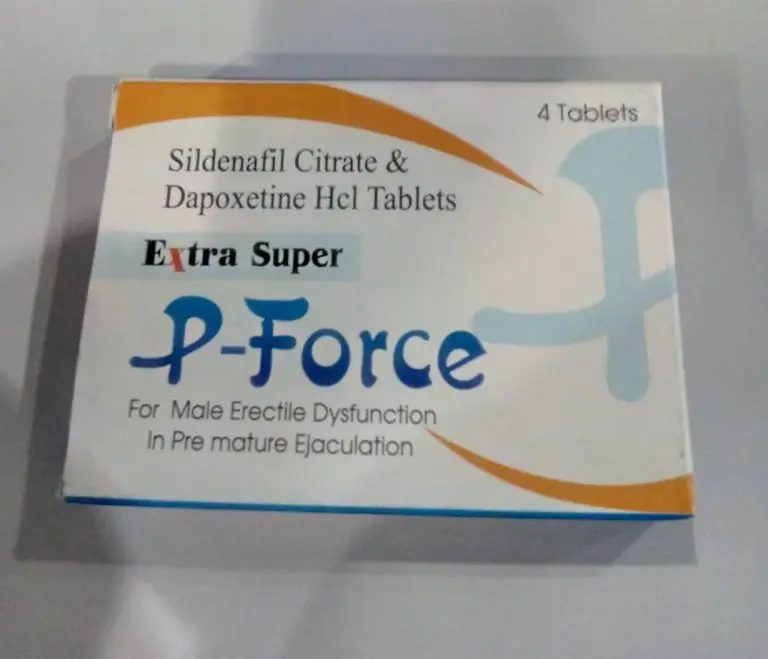 4 Tablets
Sildenafil Citrate &
Dapoxetine Hcl Tablets
Extra Super
P-Force
For Male Erectile Dysfunction
In Pre mature Ejaculation